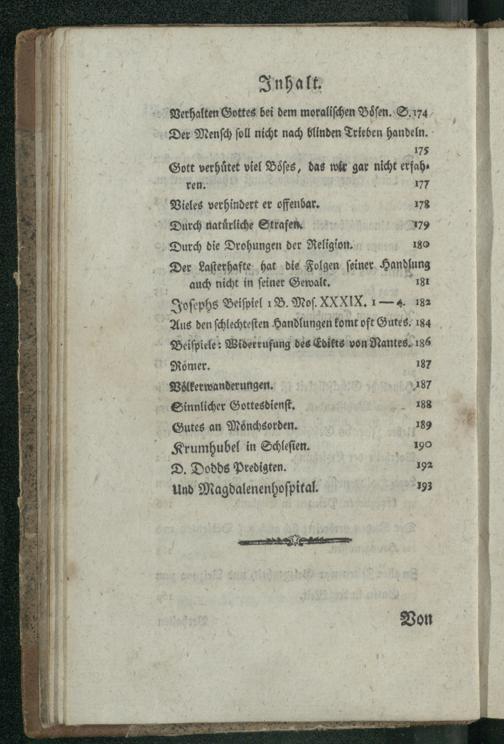 Inhalt.
Verhalten Gottes bei dem moralischen Bösen. S. 174
Der Mensch soll nicht nach blinden Trieben handeln.
175
Gott verhütet viel Böses, das wir gar nicht erfah-
ren. 177
Vieles verhindert er offenbar. 178
Durch natürliche Strafen. 179
Durch die Drohungen der Religion. 180
Der Lasterhafte hat die Folgen seiner Handlung
auch nicht in seiner Gewalt. 181
Josephs Beispiel 1 B. Mos. XXXIX. 1 — 4. 182
Aus den schlechtesten Handlungen komt oft Gutes. 184
Beispiele: Widerrufung des Edikts von Nantes. 186
Römer. 187
Völkerwanderungen. 187
Sinnlicher Gottesdienst. 188
Gutes an Mönchsorden. 189
Krumhubel in Schlesien. 190
D. Dodds Predigten. 192
Und Magdalenenhospital. 193
Von